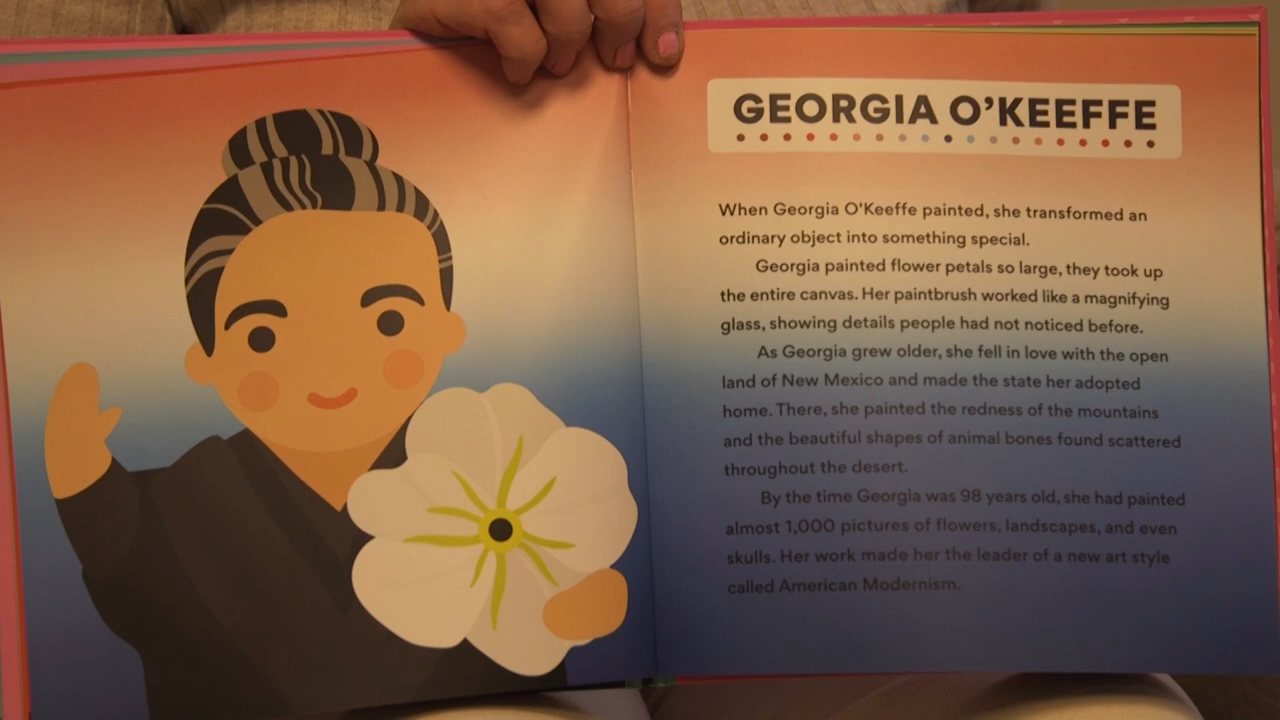 GEORGIA O'KEEFFE
When Georgia O'Keeffe painted, she transformed an
ordinary object into something special.
Georgia painted flower petals so large, they took up
the entire canvas. Her paintbrush worked like a magnifying
glass, showing details people had not noticed before.
As Georgia grew older, she fell in love with the open
land of New Mexico and made the state her adopted
home. There, she painted the redness of the mountains
and the beautiful shapes of animal bones found scattered
throughout the desert.
By the time Georgia was 98 years old, she had painted
almost 1,000 pictures of flowers, landscapes, and even
skulls. Her work made her the leader of a new art style
called American Modernism.